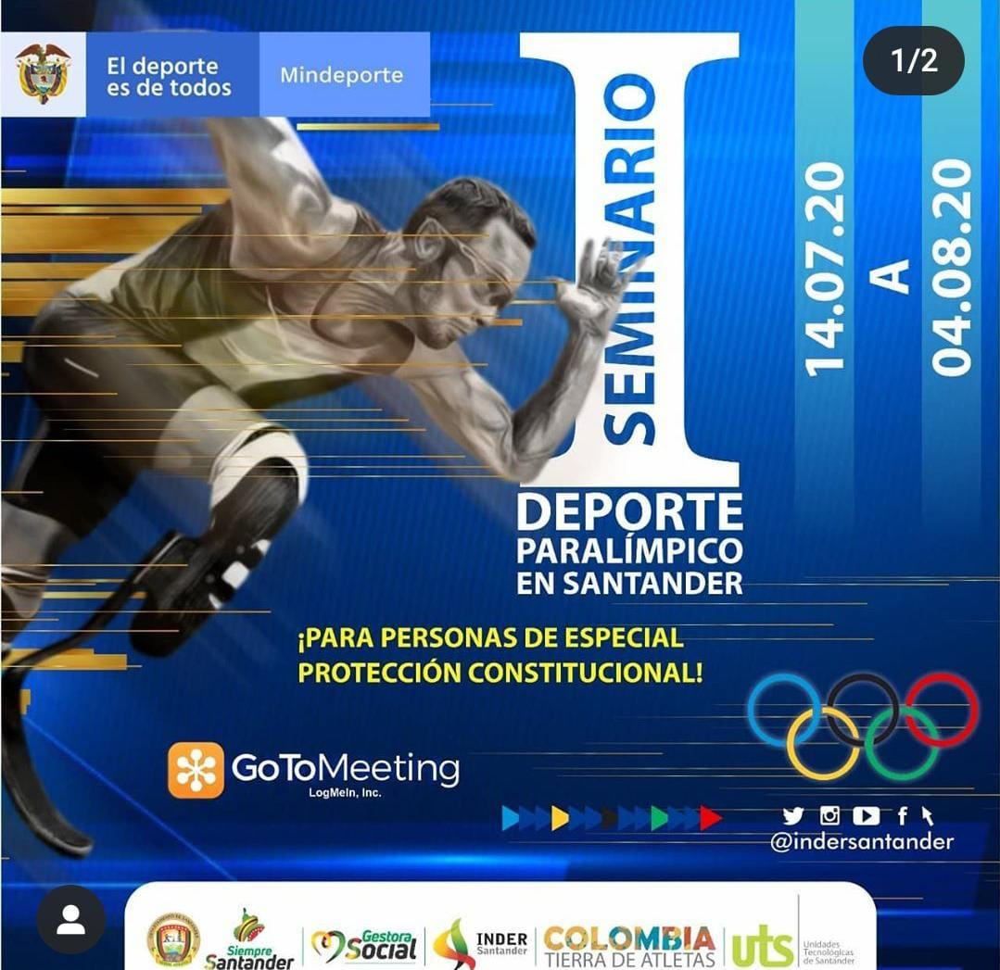 1/2
El deporte
es de todos
Mindeporte
I
SEMINARIO
14.07.20
A
04.08.20
DEPORTE
PARALÍMPICO
EN SANTANDER
¡PARA PERSONAS DE ESPECIAL
PROTECCIÓN CONSTITUCIONAL!
GoToMeeting
LogMeIn, Inc.
@indersantander
Siempre
Santander
Gestora
Social
INDER
Santander
COLOMBIA
TIERRA DE ATLETAS
uts
Unidades
Tecnológicas
de Santander